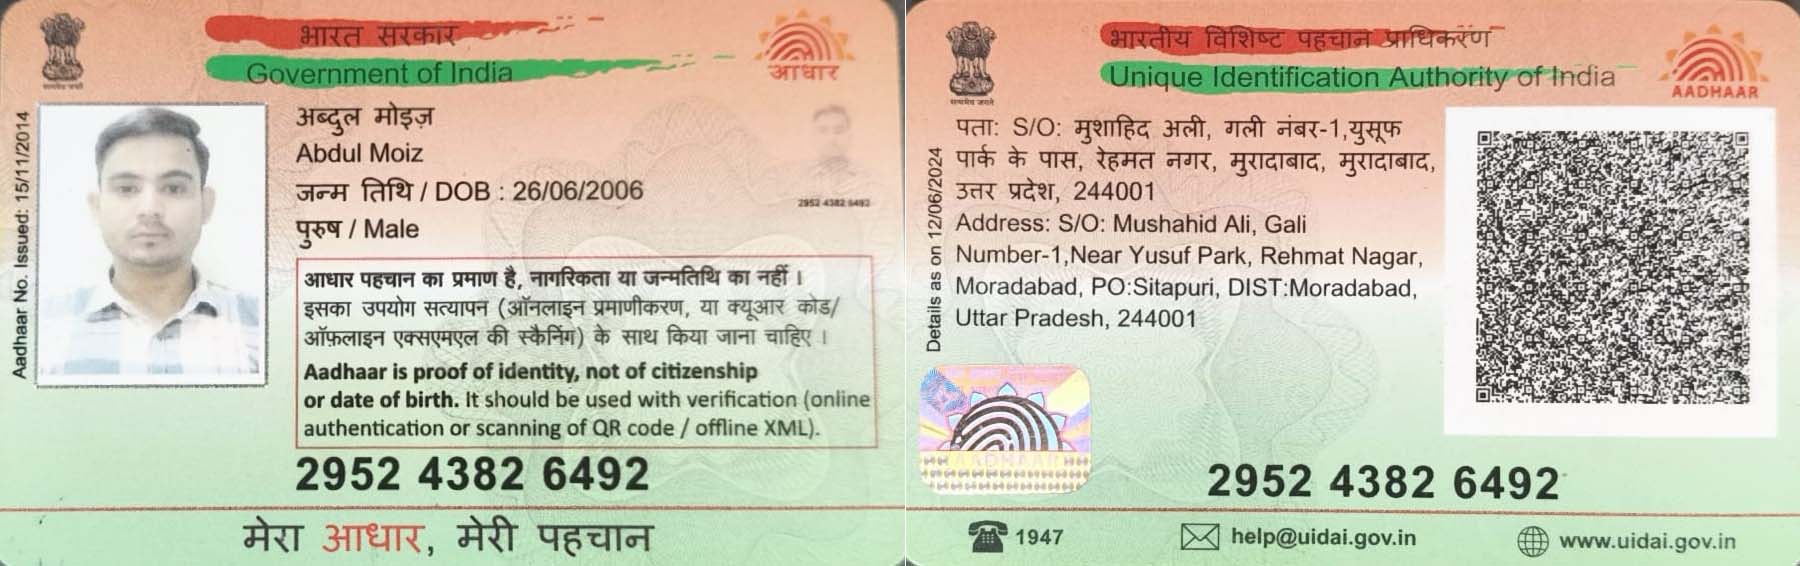 भारत सरकार
Government of India
आधार
Aadhaar No. Issued: 15/11/2014
अब्दुल मोइज़
Abdul Moiz
जन्म तिथि / DOB : 26/06/2006
पुरुष / Male
2952 4382 6492
आधार पहचान का प्रमाण है, नागरिकता या जन्मतिथि का नहीं ।
इसका उपयोग सत्यापन (ऑनलाइन प्रमाणीकरण, या क्यूआर कोड/
ऑफ़लाइन एक्सएमएल की स्कैनिंग) के साथ किया जाना चाहिए ।
Aadhaar is proof of identity, not of citizenship
or date of birth. It should be used with verification (online
authentication or scanning of QR code / offline XML).
2952 4382 6492
मेरा आधार, मेरी पहचान
सत्यमेव जयते
भारतीय विशिष्ट पहचान प्राधिकरण
Unique Identification Authority of India
AADHAAR
Details as on 12/06/2024
पता: S/O: मुशाहिद अली, गली नंबर-1,युसूफ
पार्क के पास, रेहमत नगर, मुरादाबाद, मुरादाबाद,
उत्तर प्रदेश, 244001
Address: S/O: Mushahid Ali, Gali
Number-1,Near Yusuf Park, Rehmat Nagar,
Moradabad, PO:Sitapuri, DIST:Moradabad,
Uttar Pradesh, 244001
AADHAAR
2952 4382 6492
1947
help@uidai.gov.in
www.uidai.gov.in